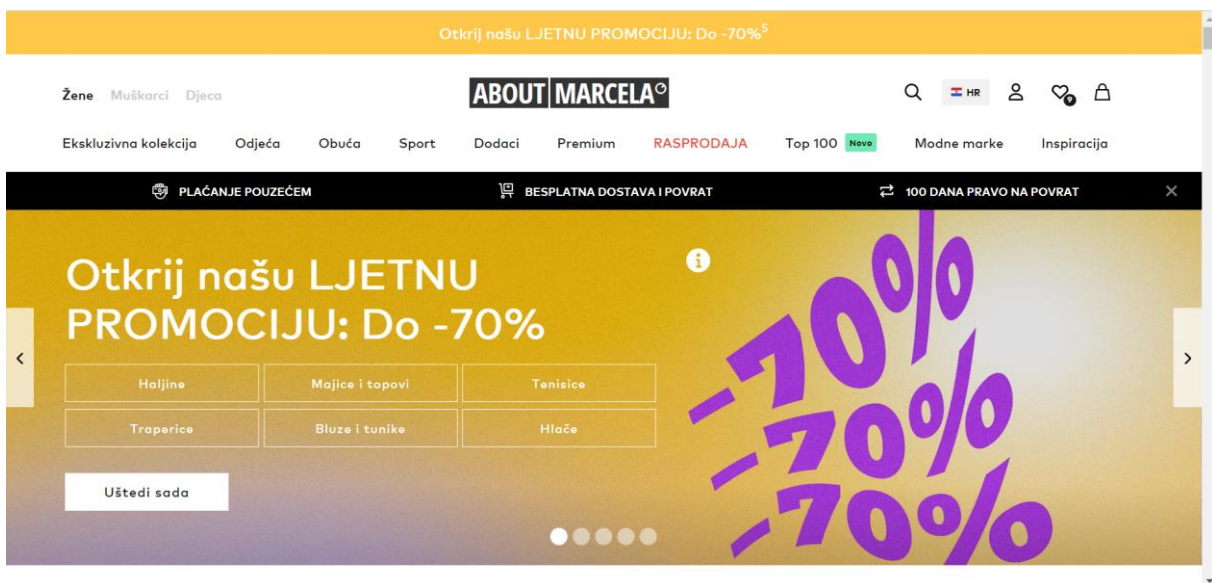 Otkrij našu LJETNU PROMOCIJU: Do -70%⁵
Žene Muškarci Djeca
ABOUT MARCELA°
HR
9
Ekskluzivna kolekcija Odjeća Obuća Sport Dodaci Premium RASPRODAJA Top 100 Novo Modne marke Inspiracija
PLAĆANJE POUZEĆEM BESPLATNA DOSTAVA I POVRAT 100 DANA PRAVO NA POVRAT
Otkrij našu LJETNU
PROMOCIJU: Do -70%
Haljine Majice i topovi Tenisice
Traperice Bluze i tunike Hlače
Uštedi sada
-70%
-70%
-70%